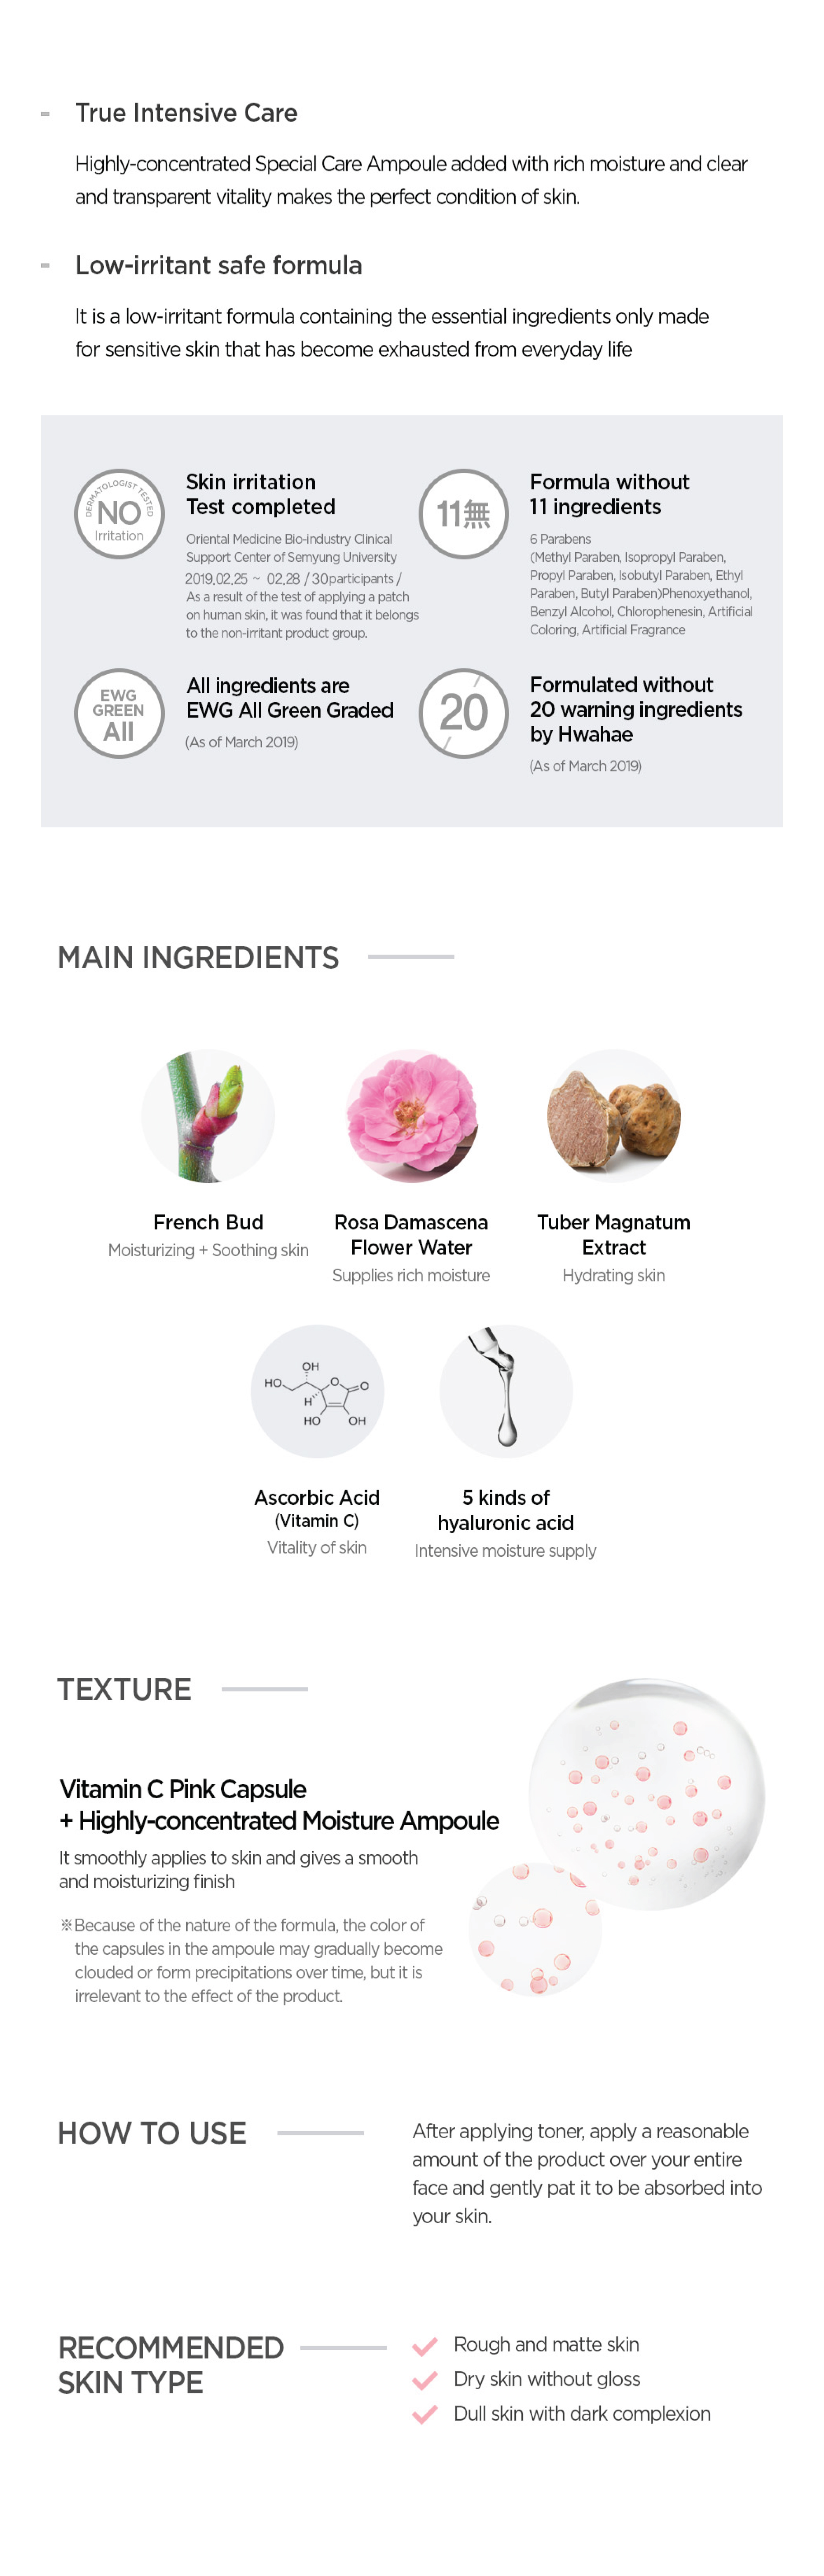 - True Intensive Care
Highly-concentrated Special Care Ampoule added with rich moisture and clear
and transparent vitality makes the perfect condition of skin.
- Low-irritant safe formula
It is a low-irritant formula containing the essential ingredients only made
for sensitive skin that has become exhausted from everyday life
DERMATOLOGIST TESTED
NO
Irritation
Skin irritation
Test completed
Oriental Medicine Bio-industry Clinical
Support Center of Semyung University
2019.02.25 ~ 02.28 / 30participants /
As a result of the test of applying a patch
on human skin, it was found that it belongs
to the non-irritant product group.
11無
Formula without
11 ingredients
6 Parabens
(Methyl Paraben, Isopropyl Paraben,
Propyl Paraben, Isobutyl Paraben, Ethyl
Paraben, Butyl Paraben)Phenoxyethanol,
Benzyl Alcohol, Chlorophenesin, Artificial
Coloring, Artificial Fragrance
EWG
GREEN
All
All ingredients are
EWG All Green Graded
(As of March 2019)
20
Formulated without
20 warning ingredients
by Hwahae
(As of March 2019)
MAIN INGREDIENTS
French Bud
Moisturizing + Soothing skin
Rosa Damascena
Flower Water
Supplies rich moisture
Tuber Magnatum
Extract
Hydrating skin
OH
HO
O
O
H
HO
OH
Ascorbic Acid
(Vitamin C)
Vitality of skin
5 kinds of
hyaluronic acid
Intensive moisture supply
TEXTURE
Vitamin C Pink Capsule
+ Highly-concentrated Moisture Ampoule
It smoothly applies to skin and gives a smooth
and moisturizing finish
※Because of the nature of the formula, the color of
the capsules in the ampoule may gradually become
clouded or form precipitations over time, but it is
irrelevant to the effect of the product.
HOW TO USE
After applying toner, apply a reasonable
amount of the product over your entire
face and gently pat it to be absorbed into
your skin.
RECOMMENDED
SKIN TYPE
Rough and matte skin
Dry skin without gloss
Dull skin with dark complexion